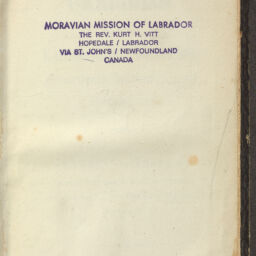 MORAVIAN MISSION OF LABRADOR
THE REV. KURT H. VITT
HOPEDALE / LABRADOR
VIA ST. JOHN'S / NEWFOUNDLAND
CANADA